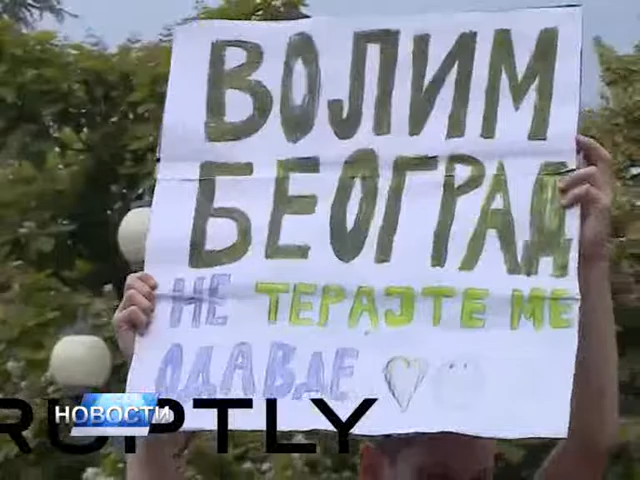 ВОЛИМ
БЕОГРАД
НЕ ТЕРАЈТЕ МЕ
ОДАВДЕ
НОВОСТИ
RUPTLY